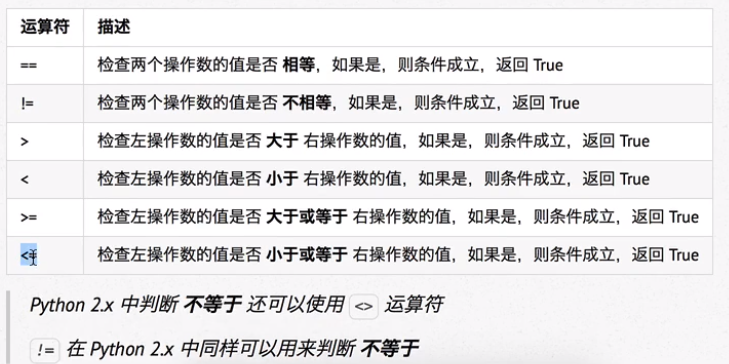 运算符 描述
== 检查两个操作数的值是否 相等，如果是，则条件成立，返回 True
!= 检查两个操作数的值是否 不相等，如果是，则条件成立，返回 True
> 检查左操作数的值是否 大于 右操作数的值，如果是，则条件成立，返回 True
< 检查左操作数的值是否 小于 右操作数的值，如果是，则条件成立，返回 True
>= 检查左操作数的值是否 大于或等于 右操作数的值，如果是，则条件成立，返回 True
<= 检查左操作数的值是否 小于或等于 右操作数的值，如果是，则条件成立，返回 True
Python 2.x 中判断 不等于 还可以使用 <> 运算符
!= 在 Python 2.x 中同样可以用来判断 不等于